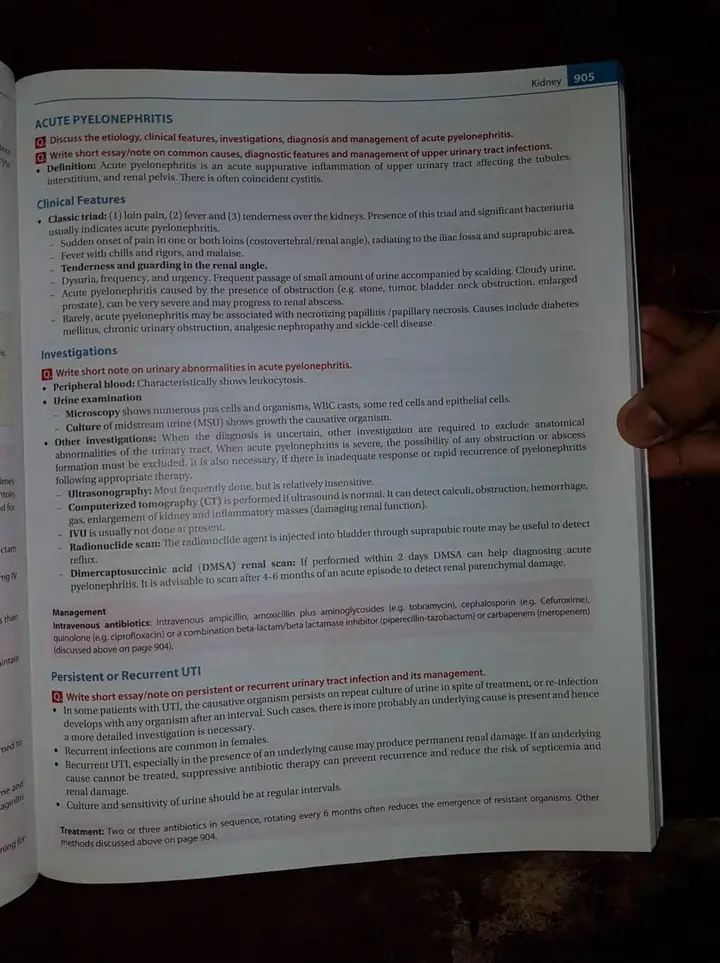 Kidney 905
ACUTE PYELONEPHRITIS
Q. Discuss the etiology, clinical features, investigations, diagnosis and management of acute pyelonephritis.
Q. Write short essay/note on common causes, diagnostic features and management of upper urinary tract infections.
• Definition: Acute pyelonephritis is an acute suppurative inflammation of upper urinary tract affecting the tubules,
interstitium, and renal pelvis. There is often coincident cystitis.
Clinical Features
• Classic triad: (1) loin pain, (2) fever and (3) tenderness over the kidneys. Presence of this triad and significant bacteriuria
usually indicates acute pyelonephritis.
– Sudden onset of pain in one or both loins (costovertebral/renal angle), radiating to the iliac fossa and suprapubic area.
– Fever with chills and rigors, and malaise.
– Tenderness and guarding in the renal angle.
– Dysuria, frequency, and urgency. Frequent passage of small amount of urine accompanied by scalding. Cloudy urine.
– Acute pyelonephritis caused by the presence of obstruction (e.g. stone, tumor, bladder neck obstruction, enlarged
prostate), can be very severe and may progress to renal abscess.
– Rarely, acute pyelonephritis may be associated with necrotizing papillitis /papillary necrosis. Causes include diabetes
mellitus, chronic urinary obstruction, analgesic nephropathy and sickle-cell disease.
Investigations
Q. Write short note on urinary abnormalities in acute pyelonephritis.
• Peripheral blood: Characteristically shows leukocytosis.
• Urine examination
– Microscopy shows numerous pus cells and organisms, WBC casts, some red cells and epithelial cells.
– Culture of midstream urine (MSU) shows growth the causative organism.
• Other investigations: When the diagnosis is uncertain, other investigation are required to exclude anatomical
abnormalities of the urinary tract. When acute pyelonephritis is severe, the possibility of any obstruction or abscess
formation must be excluded. It is also necessary, if there is inadequate response or rapid recurrence of pyelonephritis
following appropriate therapy.
– Ultrasonography: Most frequently done, but is relatively insensitive.
– Computerized tomography (CT) is performed if ultrasound is normal. It can detect calculi, obstruction, hemorrhage,
gas, enlargement of kidney and inflammatory masses (damaging renal function).
– IVU is usually not done at present.
– Radionuclide scan: The radionuclide agent is injected into bladder through suprapubic route may be useful to detect
reflux.
– Dimercaptosuccinic acid (DMSA) renal scan: If performed within 2 days DMSA can help diagnosing acute
pyelonephritis. It is advisable to scan after 4–6 months of an acute episode to detect renal parenchymal damage.
Management
Intravenous antibiotics: Intravenous ampicillin, amoxicillin plus aminoglycosides (e.g. tobramycin), cephalosporin (e.g. Cefuroxime),
quinolone (e.g. ciprofloxacin) or a combination beta-lactam/beta lactamase inhibitor (piperecillin-tazobactum) or carbapenem (meropenem)
(discussed above on page 904).
Persistent or Recurrent UTI
Q. Write short essay/note on persistent or recurrent urinary tract infection and its management.
• In some patients with UTI, the causative organism persists on repeat culture of urine in spite of treatment, or re-infection
develops with any organism after an interval. Such cases, there is more probably an underlying cause is present and hence
a more detailed investigation is necessary.
• Recurrent infections are common in females.
• Recurrent UTI, especially in the presence of an underlying cause may produce permanent renal damage. If an underlying
cause cannot be treated, suppressive antibiotic therapy can prevent recurrence and reduce the risk of septicemia and
renal damage.
• Culture and sensitivity of urine should be at regular intervals.
Treatment: Two or three antibiotics in sequence, rotating every 6 months often reduces the emergence of resistant organisms. Other
methods discussed above on page 904.